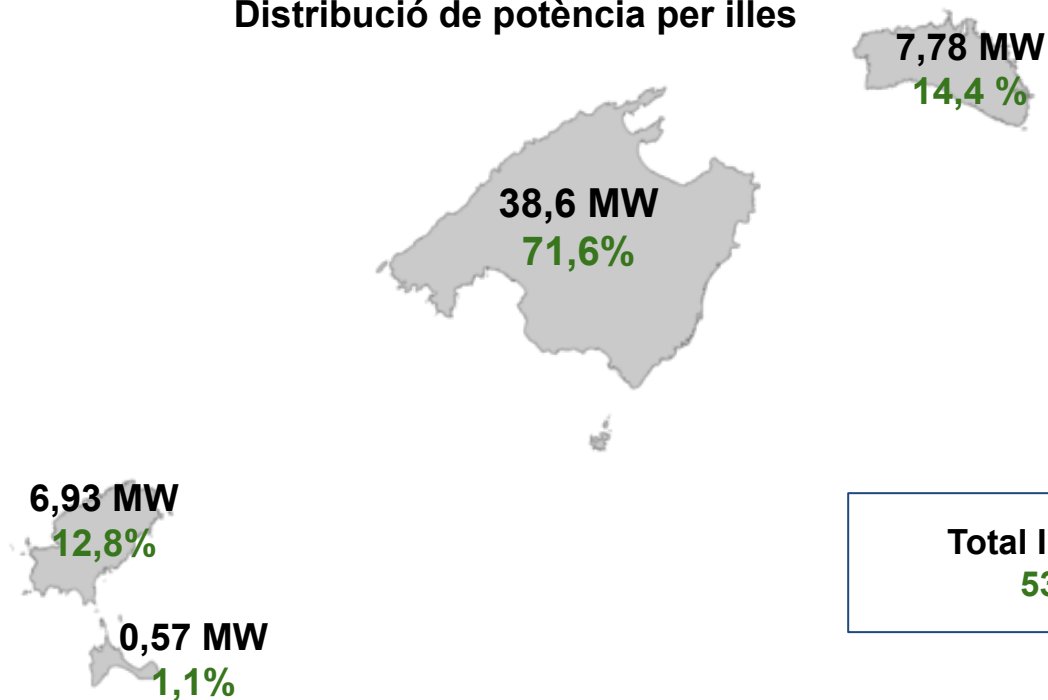 Distribució de potència per illes
7,78 MW
14,4 %
38,6 MW
71,6%
6,93 MW
12,8%
0,57 MW
1,1%
Total
53